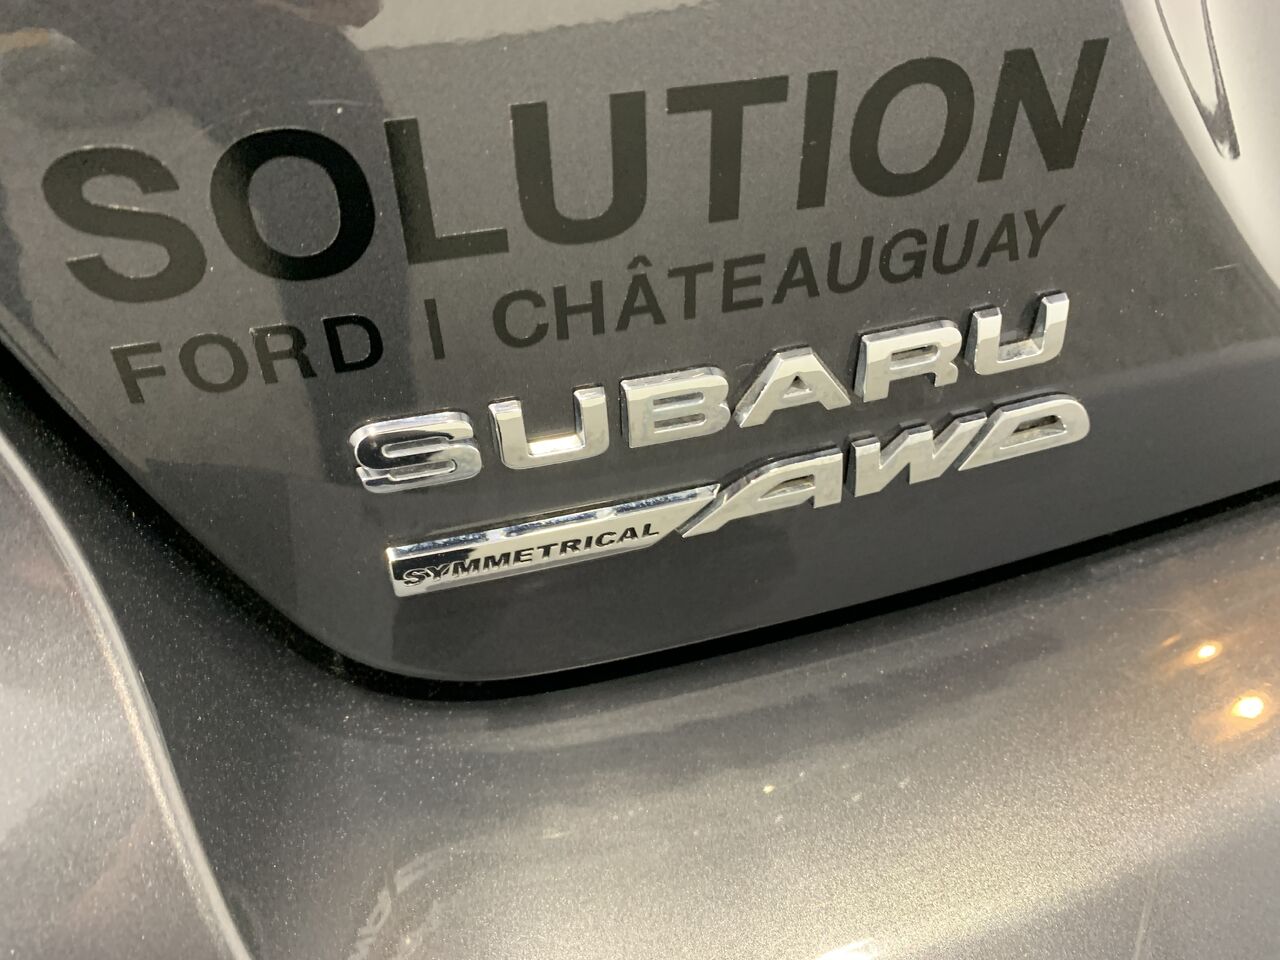 SOLUTION
FORD | CHÂTEAUGUAY
SUBARU
SYMMETRICAL AWD